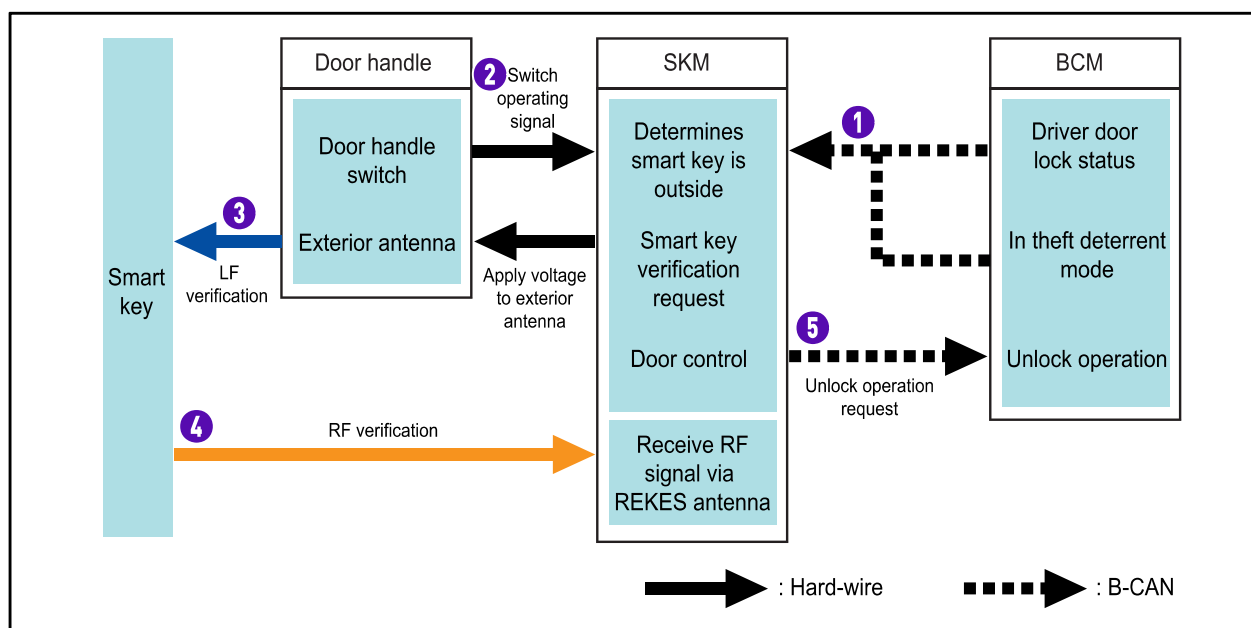 Smart
key
Door handle
Door handle
switch
Exterior antenna
2
Switch
operating
signal
3
LF
verification
Apply voltage
to exterior
antenna
4
RF verification
SKM
Determines
smart key is
outside
Smart key
verification
request
Door control
Receive RF
signal via
REKES antenna
1
5
Unlock operation
request
BCM
Driver door
lock status
In theft deterrent
mode
Unlock operation
: Hard-wire
: B-CAN